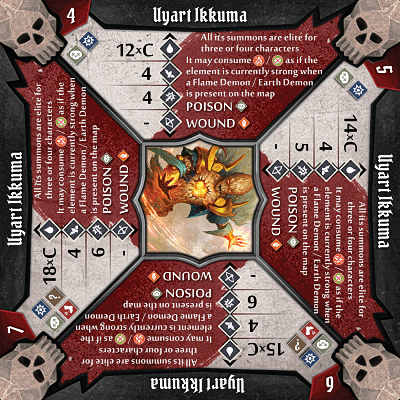 4
Uyart Ikkuma
12xC
4
4
-
All its summons are elite for
three or four characters
It may consume / as if the
element is currently strong when
a Flame Demon / Earth Demon
is present on the map
POISON
WOUND
5
Uyart Ikkuma
14xC
4
5
-
All its summons are elite for
three or four characters
It may consume / as if the
element is currently strong when
a Flame Demon / Earth Demon
is present on the map
POISON
WOUND
6
Uyart Ikkuma
15xC
4
6
-
All its summons are elite for
three or four characters
It may consume / as if the
element is currently strong when
a Flame Demon / Earth Demon
is present on the map
POISON
WOUND
7
Uyart Ikkuma
18xC
4
6
-
All its summons are elite for
three or four characters
It may consume / as if the
element is currently strong when
a Flame Demon / Earth Demon
is present on the map
POISON
WOUND